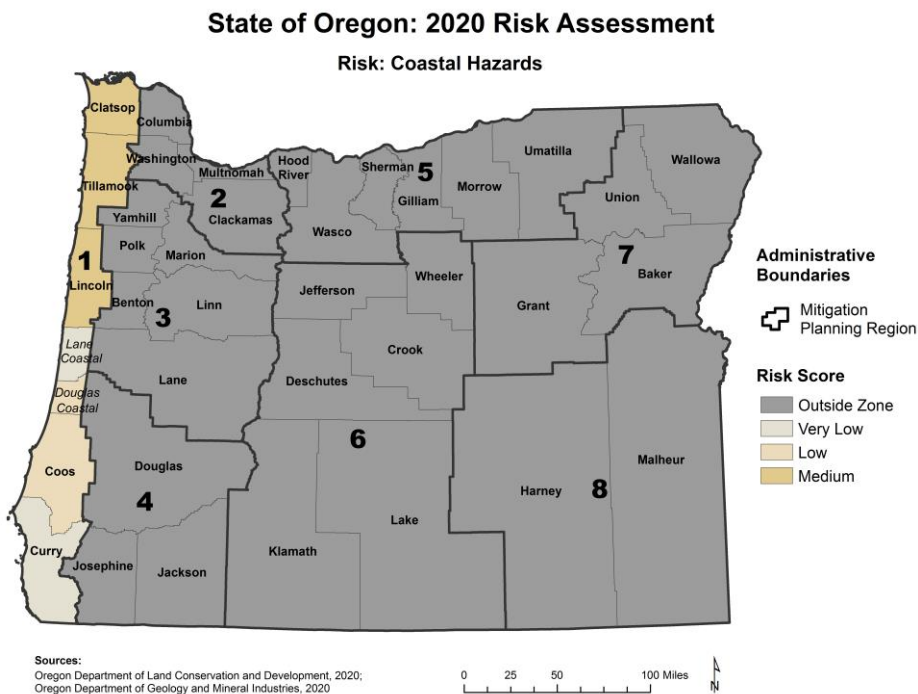 State of Oregon: 2020 Risk Assessment
Risk: Coastal Hazards
Clatsop
Columbia
Washington
Tillamook
Multnomah
2
Clackamas
Hood
River
Sherman
5
Gilliam
Morrow
Umatilla
Wallowa
Union
Yamhill
Wasco
Polk
Marion
1
Lincoln
Benton
3
Linn
Jefferson
Wheeler
Grant
7
Baker
Lane
Coastal
Crook
Lane
Deschutes
Douglas
Coastal
6
Coos
Douglas
4
Lake
Harney
8
Malheur
Curry
Josephine
Jackson
Klamath
Administrative
Boundaries
Mitigation
Planning Region
Risk Score
Outside Zone
Very Low
Low
Medium
Sources:
Oregon Department of Land Conservation and Development, 2020;
Oregon Department of Geology and Mineral Industries, 2020
0 25 50 100 Miles
N